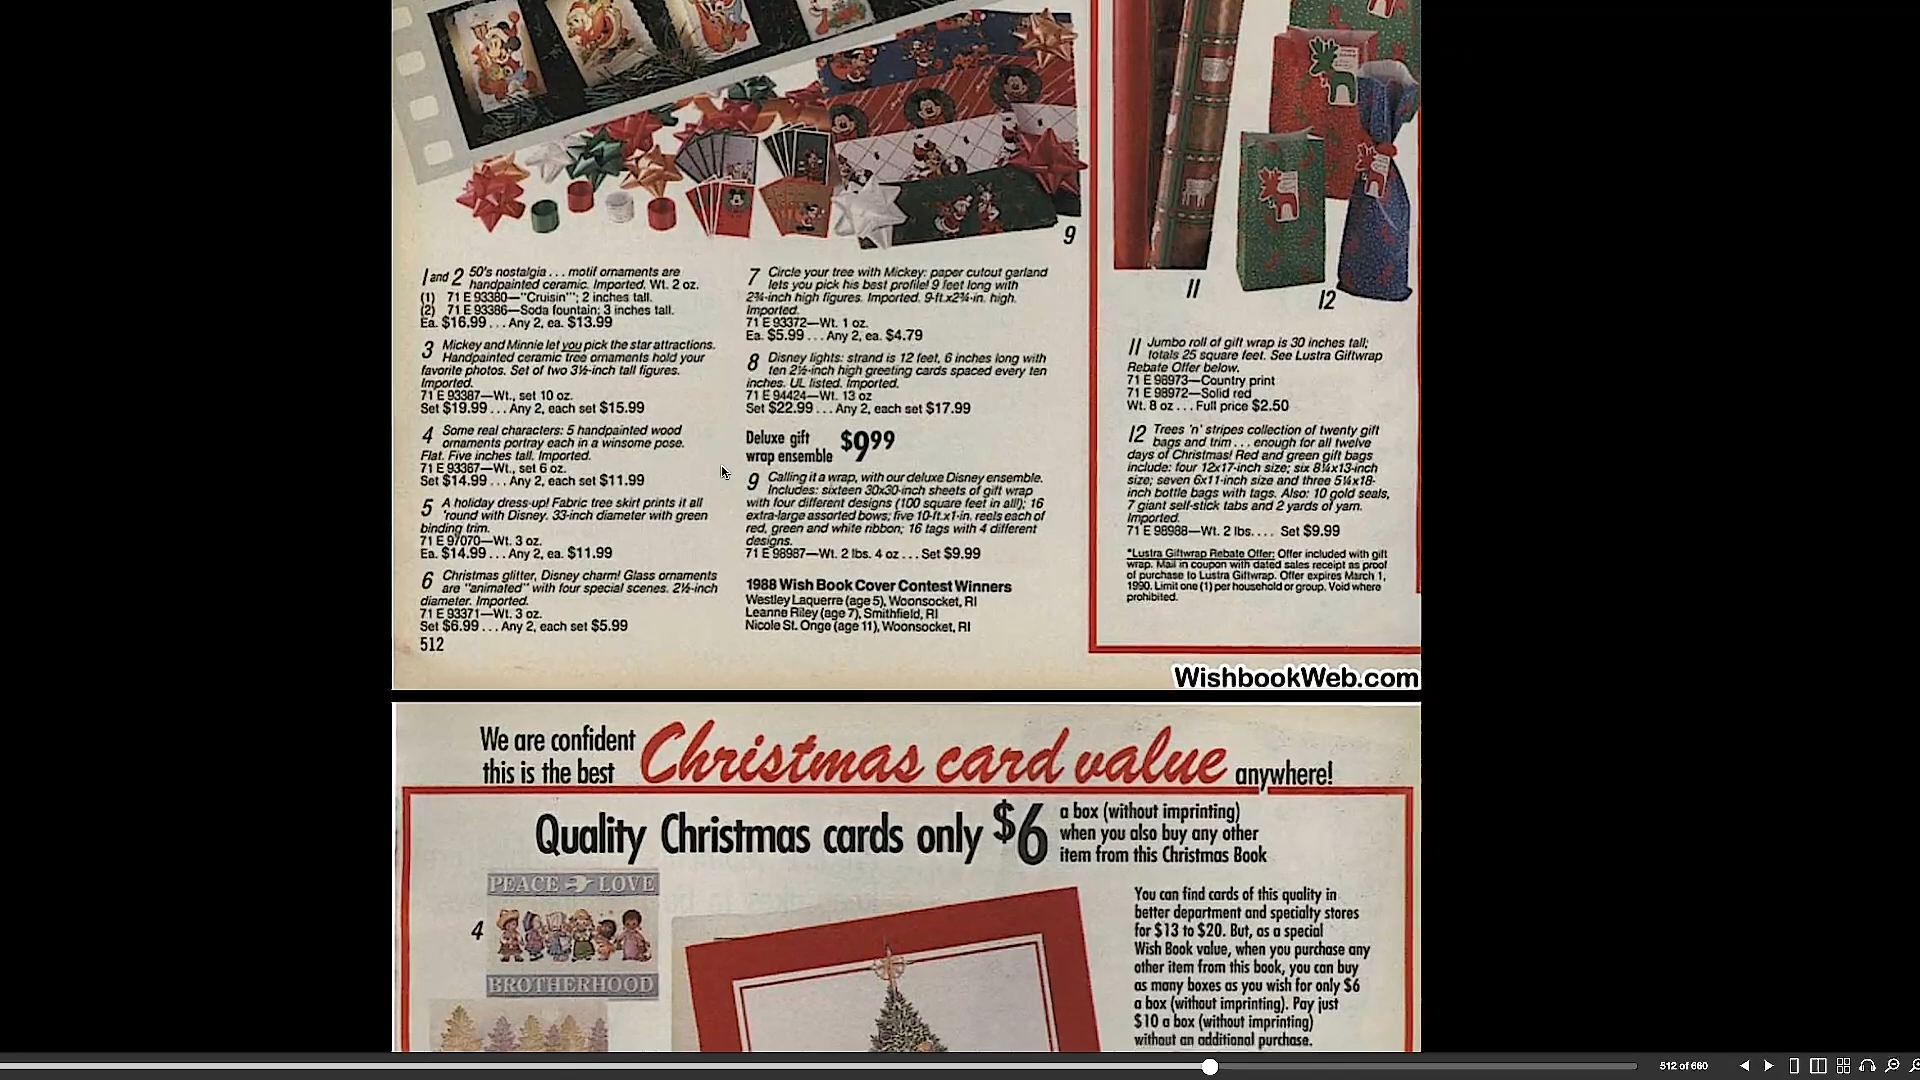 9
11
12
1 and 2 50's nostalgia . . . motif ornaments are
handpainted ceramic. Imported. Wt. 2 oz.
(1) 71 E 93380—"Cruisin'"; 2 inches tall.
(2) 71 E 93386—Soda fountain; 3 inches tall.
Ea. $16.99 . . . Any 2, ea. $13.99
3 Mickey and Minnie let you pick the star attractions.
Handpainted ceramic tree ornaments hold your
favorite photos. Set of two 3½-inch tall figures.
Imported.
71 E 93387—Wt., set 10 oz.
Set $19.99 . . . Any 2, each set $15.99
4 Some real characters: 5 handpainted wood
ornaments portray each in a winsome pose.
Flat. Five inches tall. Imported.
71 E 93367—Wt., set 6 oz.
Set $14.99 . . . Any 2, each set $11.99
5 A holiday dress-up! Fabric tree skirt prints it all
'round with Disney. 33-inch diameter with green
binding trim.
71 E 97070—Wt. 3 oz.
Ea. $14.99 . . . Any 2, ea. $11.99
6 Christmas glitter, Disney charm! Glass ornaments
are "animated" with four special scenes. 2½-inch
diameter. Imported.
71 E 93371—Wt. 3 oz.
Set $6.99 . . . Any 2, each set $5.99
512
7 Circle your tree with Mickey: paper cutout garland
lets you pick his best profile! 9 feet long with
2¾-inch high figures. Imported. 9-ft.x2¾-in. high.
Imported.
71 E 93372—Wt. 1 oz.
Ea. $5.99 . . . Any 2, ea. $4.79
8 Disney lights: strand is 12 feet, 6 inches long with
ten 2½-inch high greeting cards spaced every ten
inches. UL listed. Imported.
71 E 94424—Wt. 13 oz
Set $22.99 . . . Any 2, each set $17.99
Deluxe gift
wrap ensemble $9.99
9 Calling it a wrap, with our deluxe Disney ensemble.
Includes: sixteen 30x30-inch sheets of gift wrap
with four different designs (100 square feet in all!); 16
extra-large assorted bows; five 10-ft.x1-in. reels each of
red, green and white ribbon; 16 tags with 4 different
designs.
71 E 98987—Wt. 2 lbs. 4 oz . . . Set $9.99
1988 Wish Book Cover Contest Winners
Westley Laquerre (age 5), Woonsocket, RI
Leanne Riley (age 7), Smithfield, RI
Nicole St. Onge (age 11), Woonsocket, RI
11 Jumbo roll of gift wrap is 30 inches tall;
totals 25 square feet. See Lustra Giftwrap
Rebate Offer below.
71 E 98973—Country print
71 E 98972—Solid red
Wt. 8 oz . . . Full price $2.50
12 Trees 'n' stripes collection of twenty gift
bags and trim . . . enough for all twelve
days of Christmas! Red and green gift bags
include: four 12x17-inch size; six 8¼x13-inch
size; seven 6x11-inch size and three 5¼x18-
inch bottle bags with tags. Also: 10 gold seals,
7 giant self-stick tabs and 2 yards of yarn.
Imported.
71 E 98988—Wt. 2 lbs. . . . Set $9.99
*Lustra Giftwrap Rebate Offer: Offer included with gift
wrap. Mail in coupon with dated sales receipt as proof
of purchase to Lustra Giftwrap. Offer expires March 1,
1990. Limit one (1) per household or group. Void where
prohibited.
WishbookWeb.com
We are confident
this is the best Christmas card value anywhere!
Quality Christmas cards only $6
a box (without imprinting)
when you also buy any other
item from this Christmas Book
4
PEACE LOVE
BROTHERHOOD
You can find cards of this quality in
better department and specialty stores
for $13 to $20. But, as a special
Wish Book value, when you purchase any
other item from this book, you can buy
as many boxes as you wish for only $6
a box (without imprinting). Pay just
$10 a box (without imprinting)
without an additional purchase.
512 of 660